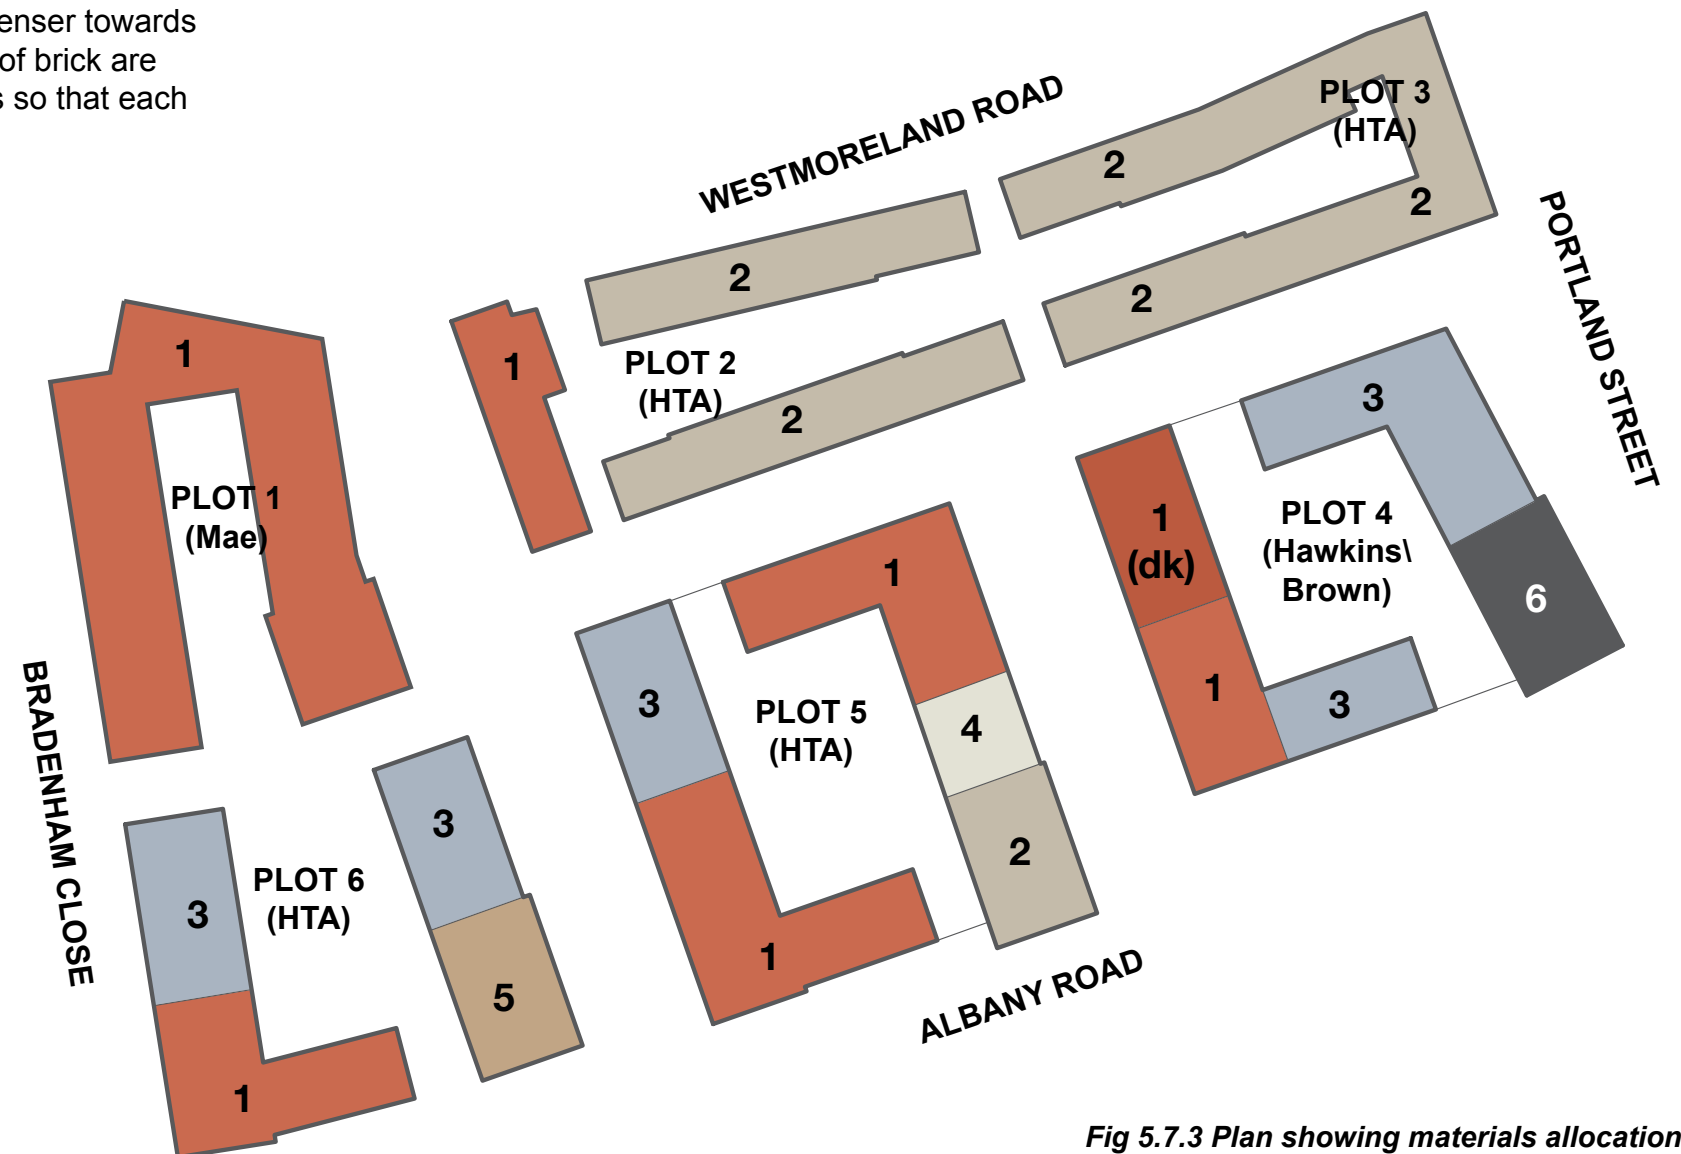 enser towards
of brick are
s so that each
WESTMORELAND ROAD
PLOT 3
(HTA)
2
2
2
2
2
PORTLAND STREET
1
1
PLOT 2
(HTA)
PLOT 1
(Mae)
1
(dk)
3
PLOT 4
(Hawkins\
Brown)
6
1
3
1
3
PLOT 5
(HTA)
4
2
1
BRADENHAM CLOSE
3
3
PLOT 6
(HTA)
5
1
ALBANY ROAD
Fig 5.7.3 Plan showing materials allocation